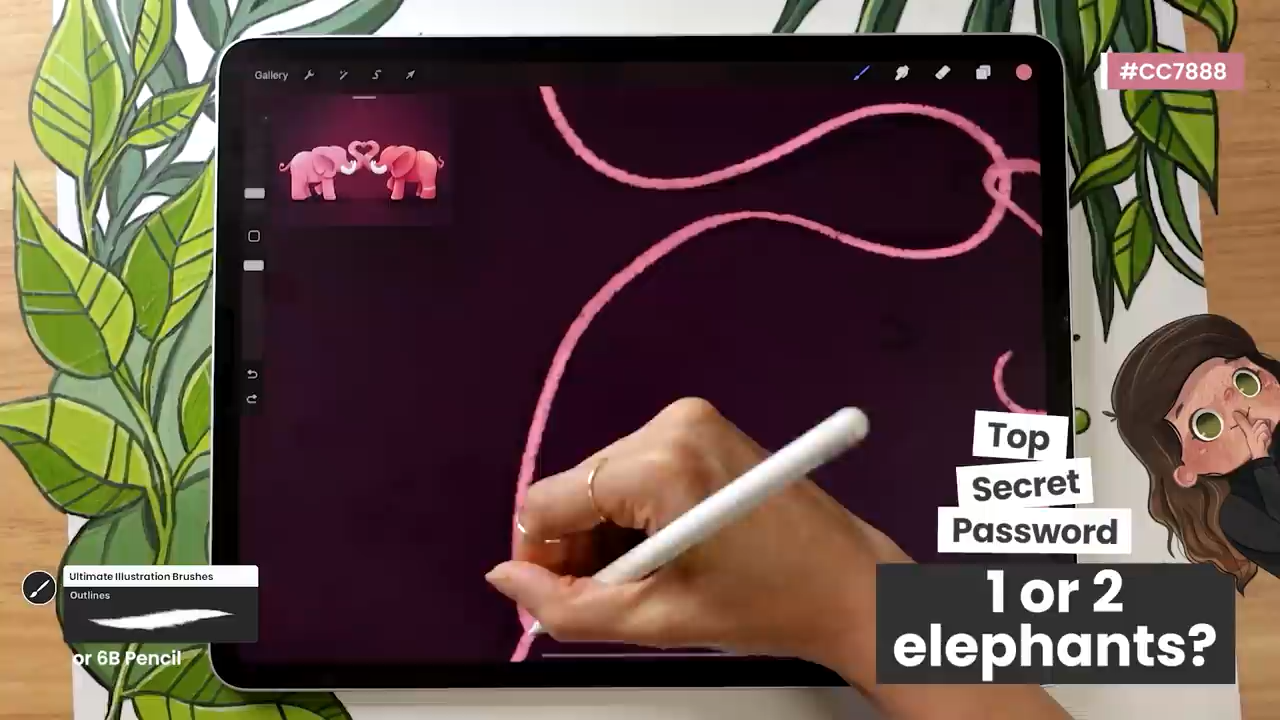 Gallery
#CC7888
Top
Secret
Password
1 or 2
elephants?
Ultimate Illustration Brushes
Outlines
or 6B Pencil